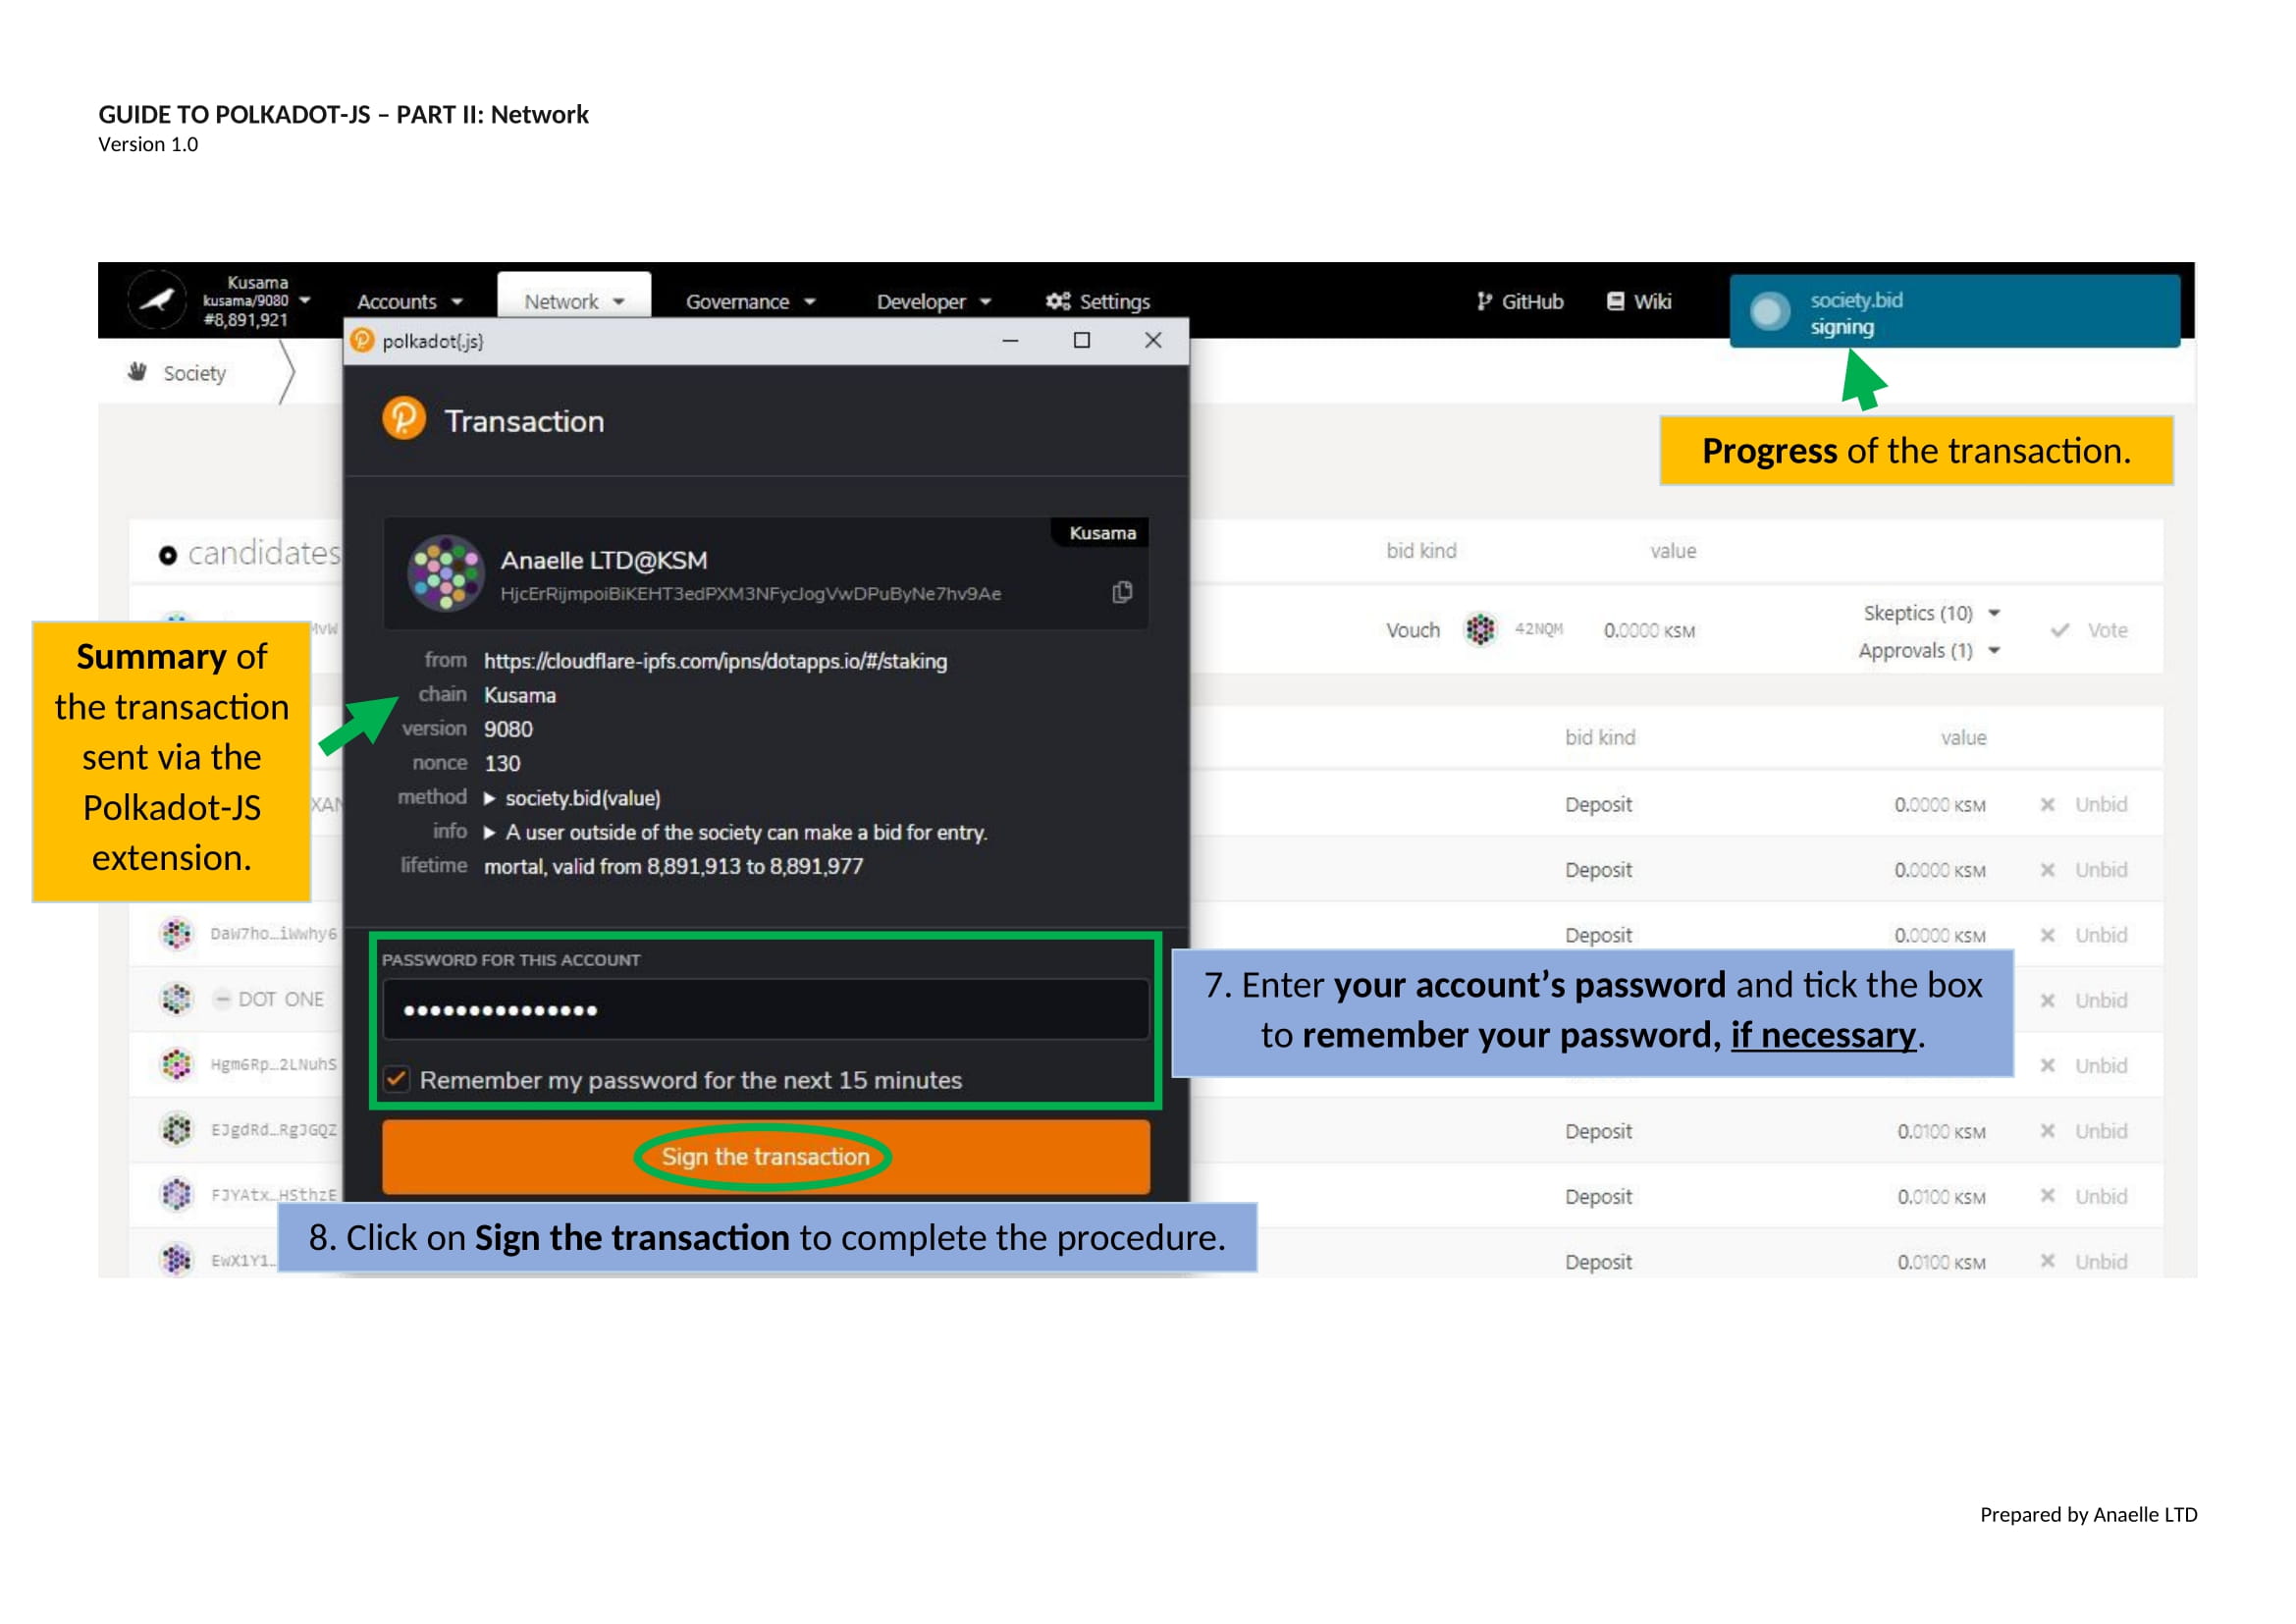 GUIDE TO POLKADOT-JS – PART II: Network
Version 1.0
Kusama
kusama/9080
#8,891,921
Accounts
Network
Governance
Developer
Settings
GitHub
Wiki
society.bid
signing
polkadot{.js}
Society
Transaction
Progress of the transaction.
candidates
bid kind
value
Kusama
Anaelle LTD@KSM
HjcErRijmpoiBiKEHT3edPXM3NFycJogVwDPuByNe7hv9Ae
Vouch
42NQM
0.0000 KSM
Skeptics (10)
Approvals (1)
Vote
Summary of
the transaction
sent via the
Polkadot-JS
extension.
from https://cloudflare-ipfs.com/ipns/dotapps.io/#/staking
chain Kusama
version 9080
nonce 130
method society.bid(value)
info A user outside of the society can make a bid for entry.
lifetime mortal, valid from 8,891,913 to 8,891,977
bid kind
value
Deposit 0.0000 KSM Unbid
Deposit 0.0000 KSM Unbid
DaW7ho…iWwhy6 Deposit 0.0000 KSM Unbid
DOT ONE Unbid
Hgm6Rp…2LNuhS Unbid
EJgdRd…RgJGQZ Deposit 0.0100 KSM Unbid
FJYAtx…HSthzE Deposit 0.0100 KSM Unbid
EWX1Y1… Deposit 0.0100 KSM Unbid
PASSWORD FOR THIS ACCOUNT
Remember my password for the next 15 minutes
Sign the transaction
7. Enter your account’s password and tick the box
to remember your password, if necessary.
8. Click on Sign the transaction to complete the procedure.
Prepared by Anaelle LTD